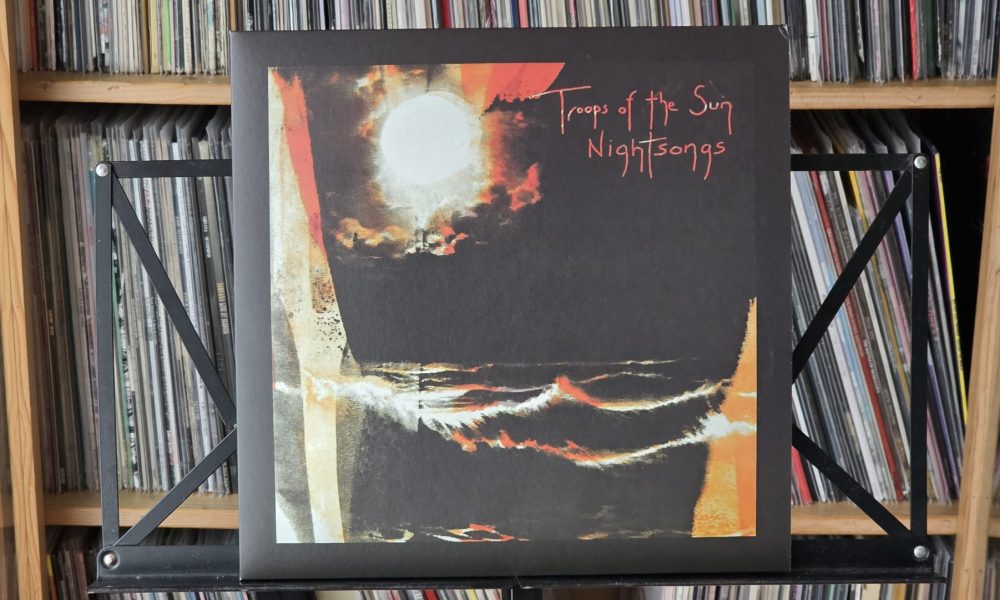 Troops of the Sun
Nightsongs